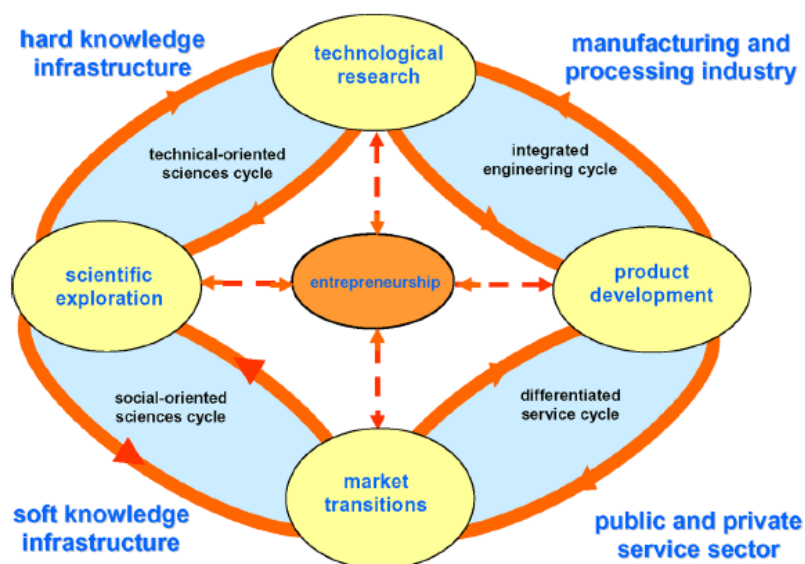 hard knowledge
infrastructure
technological
research
manufacturing and
processing industry
technical-oriented
sciences cycle
integrated
engineering cycle
scientific
exploration
entrepreneurship
product
development
social-oriented
sciences cycle
differentiated
service cycle
market
transitions
soft knowledge
infrastructure
public and private
service sector